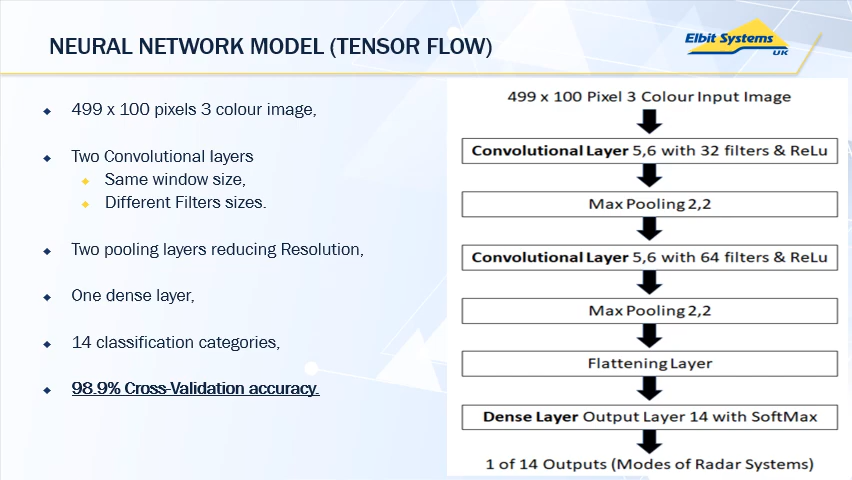 NEURAL NETWORK MODEL (TENSOR FLOW)
Elbit Systems
UK
499 x 100 pixels 3 colour image,
Two Convolutional layers
Same window size,
Different Filters sizes.
Two pooling layers reducing Resolution,
One dense layer,
14 classification categories,
98.9% Cross-Validation accuracy.
499 x 100 Pixel 3 Colour Input Image
Convolutional Layer 5,6 with 32 filters & ReLu
Max Pooling 2,2
Convolutional Layer 5,6 with 64 filters & ReLu
Max Pooling 2,2
Flattening Layer
Dense Layer Output Layer 14 with SoftMax
1 of 14 Outputs (Modes of Radar Systems)